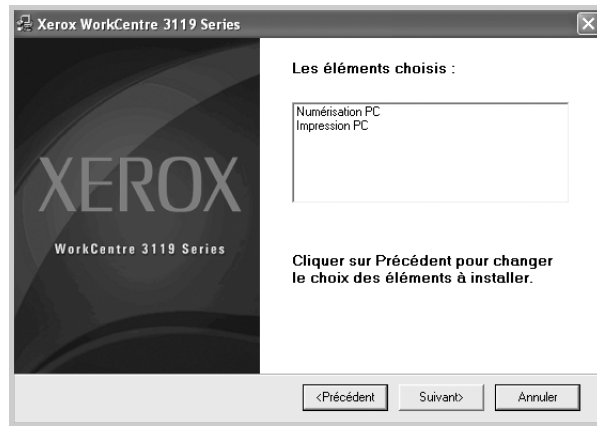 Xerox WorkCentre 3119 Series
XEROX
WorkCentre 3119 Series
Les éléments choisis :
Numérisation PC
Impression PC
Cliquer sur Précédent pour changer
le choix des éléments à installer.
<Précédent
Suivant>
Annuler